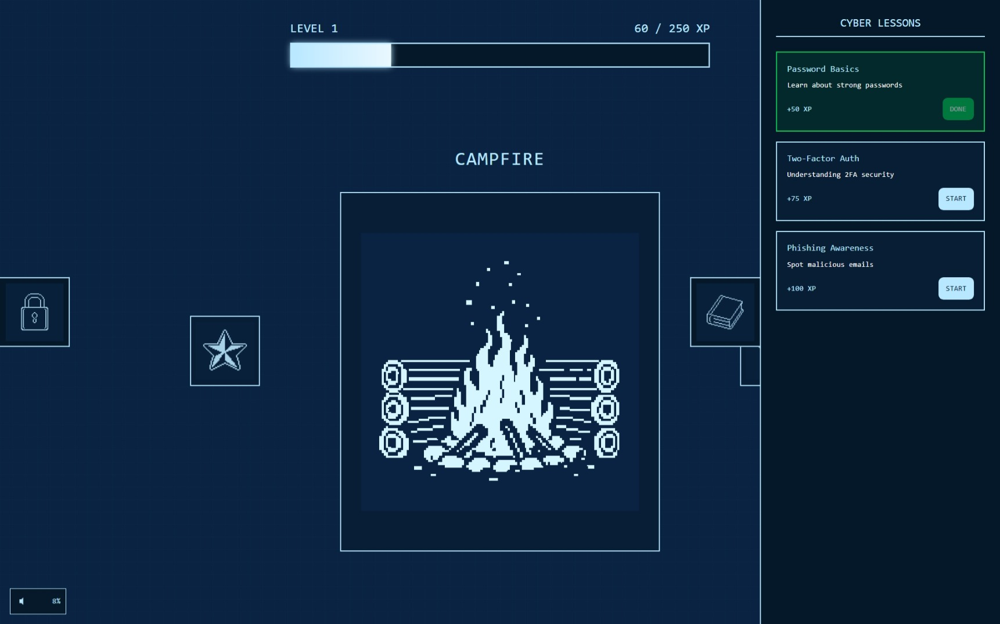 LEVEL 1
60 / 250 XP
CAMPFIRE
8%
CYBER LESSONS
Password Basics
Learn about strong passwords
+50 XP
DONE
Two-Factor Auth
Understanding 2FA security
+75 XP
START
Phishing Awareness
Spot malicious emails
+100 XP
START